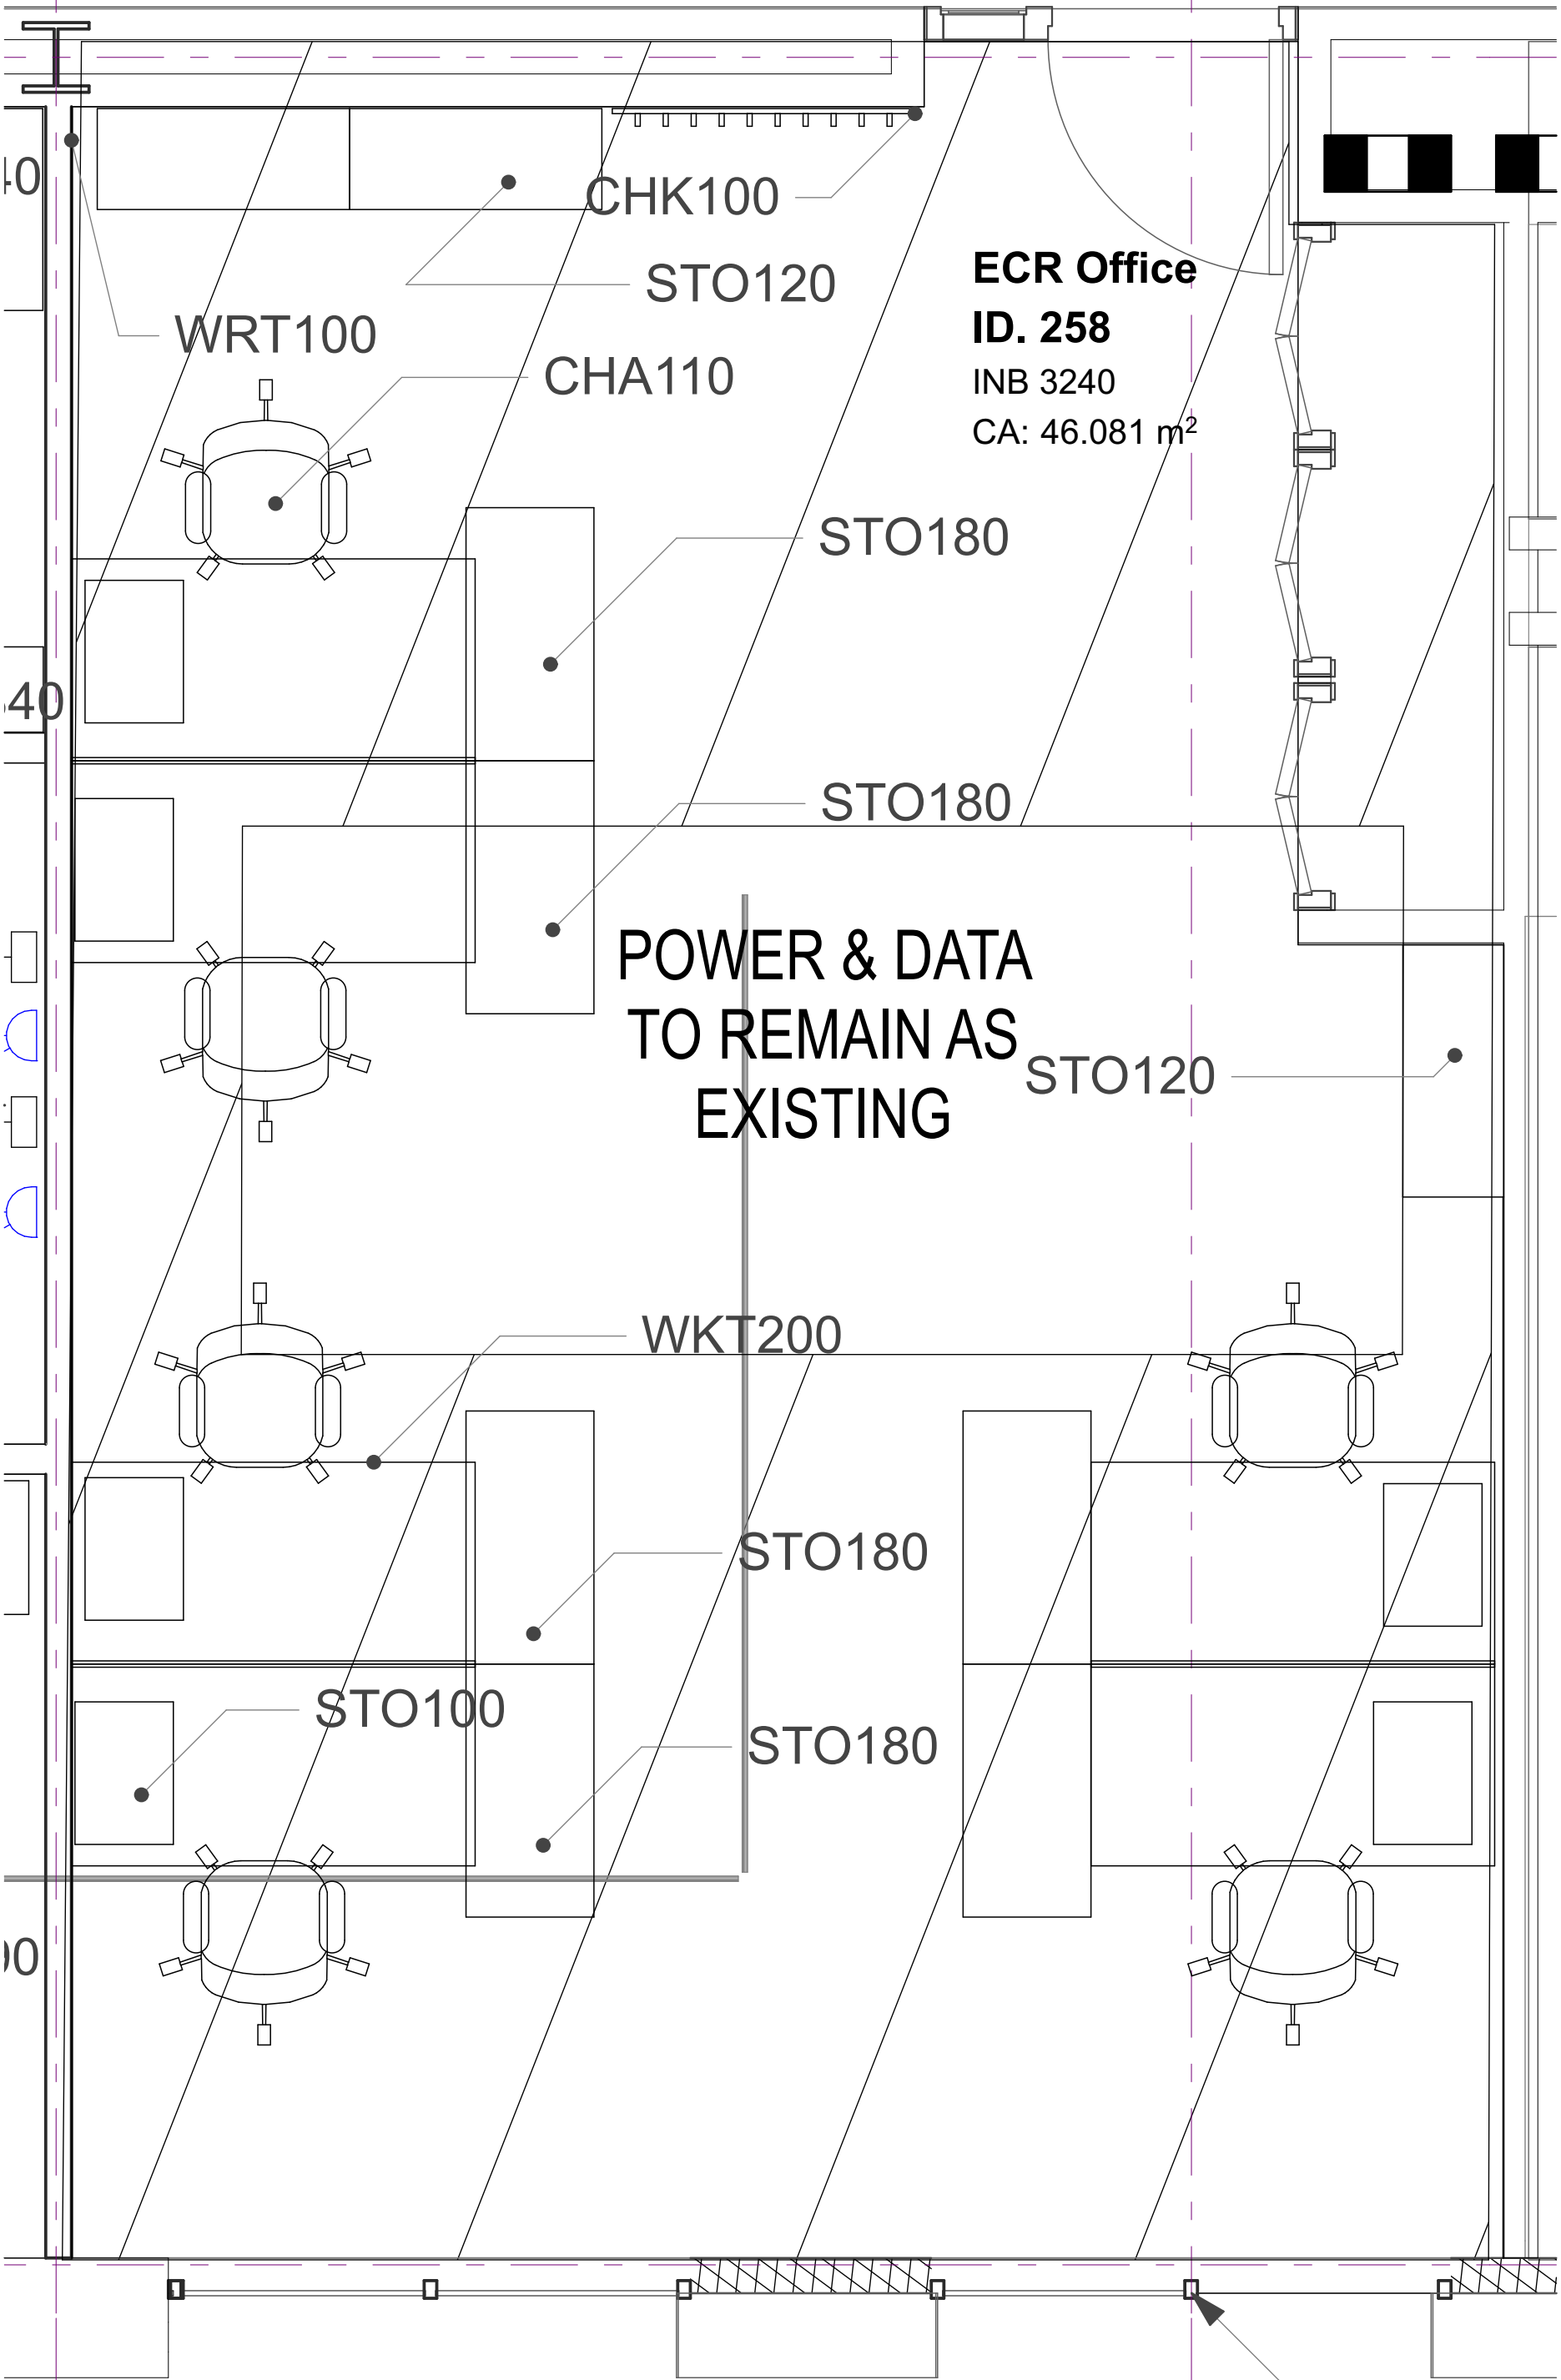 CHK100
STO120
WRT100
CHA110
ECR Office
ID. 258
INB 3240
CA: 46.081 m²
STO180
STO180
POWER & DATA
TO REMAIN AS
EXISTING
STO120
WKT200
STO180
STO100
STO180